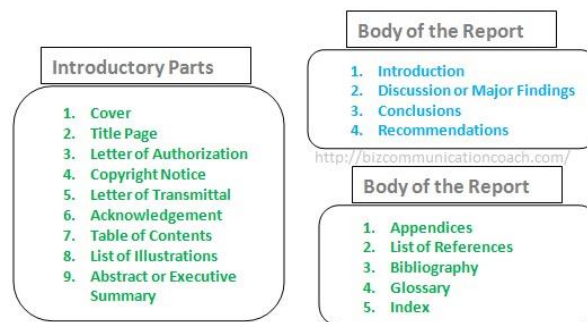 Introductory Parts
1. Cover
2. Title Page
3. Letter of Authorization
4. Copyright Notice
5. Letter of Transmittal
6. Acknowledgement
7. Table of Contents
8. List of Illustrations
9. Abstract or Executive
Summary
Body of the Report
1. Introduction
2. Discussion or Major Findings
3. Conclusions
4. Recommendations
http://bizcommunicationcoach.com/
Body of the Report
1. Appendices
2. List of References
3. Bibliography
4. Glossary
5. Index